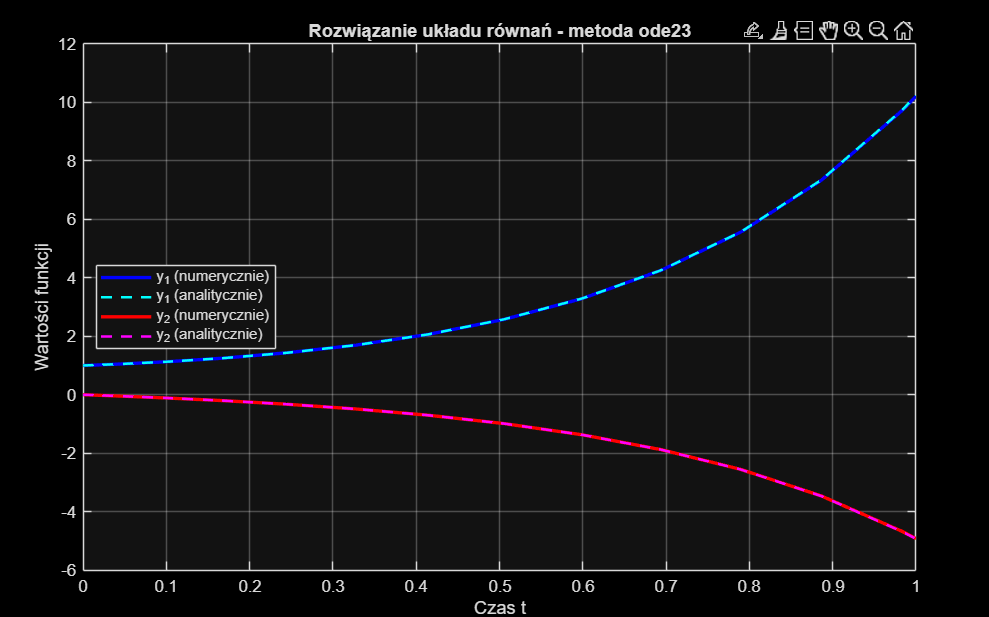 Rozwiązanie układu równań - metoda ode23
12
10
8
6
4
2
0
-2
-4
-6
Wartości funkcji
y₁ (numerycznie)
y₁ (analitycznie)
y₂ (numerycznie)
y₂ (analitycznie)
0 0.1 0.2 0.3 0.4 0.5 0.6 0.7 0.8 0.9 1
Czas t